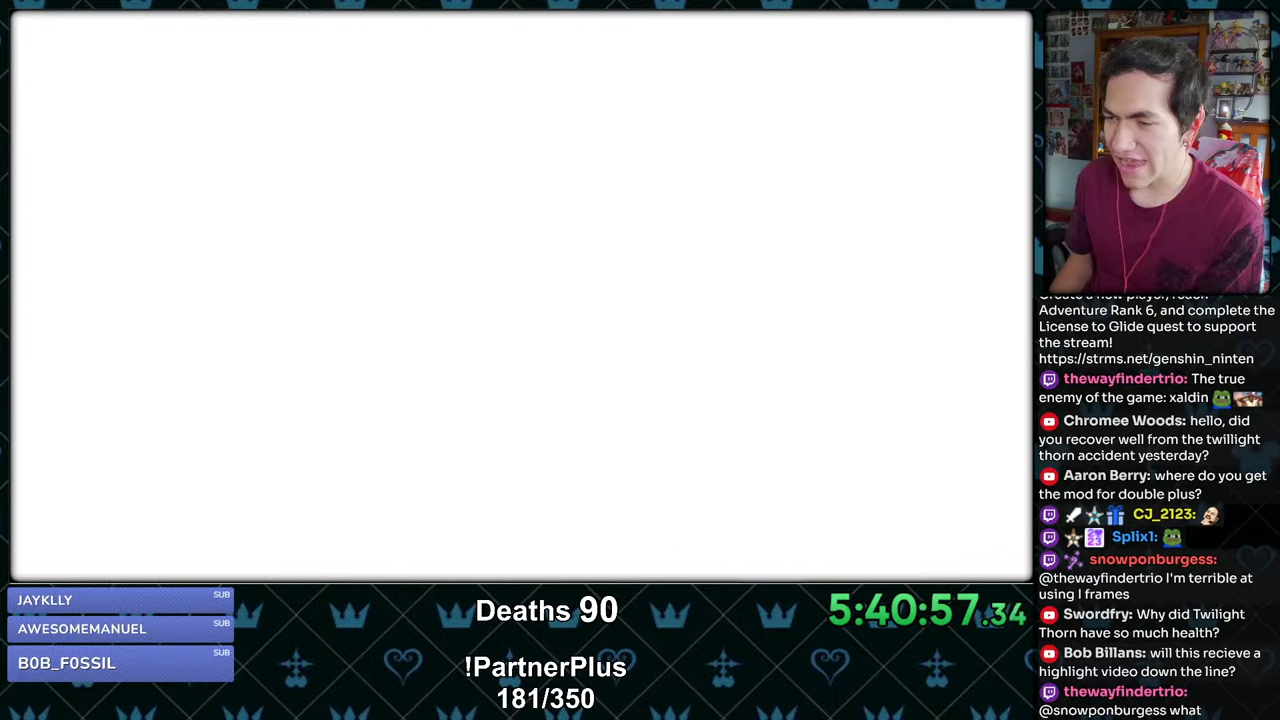 Adventure Rank 6, and complete the
License to Glide quest to support
the stream!
https://strms.net/genshin_ninten
thewayfindertrio: The true
enemy of the game: xaldin
Chromee Woods: hello, did
you recover well from the twillight
thorn accident yesterday?
Aaron Berry: where do you get
the mod for double plus?
CJ_2123:
Splix1:
snowponburgess:
@thewayfindertrio I'm terrible at
using I frames
Swordfry: Why did Twilight
Thorn have so much health?
Bob Billans: will this recieve a
highlight video down the line?
thewayfindertrio:
@snowponburgess what
JAYKLLY SUB
AWESOMEMANUEL SUB
B0B_F0SSIL SUB
Deaths 90
!PartnerPlus
181/350
5:40:57.34